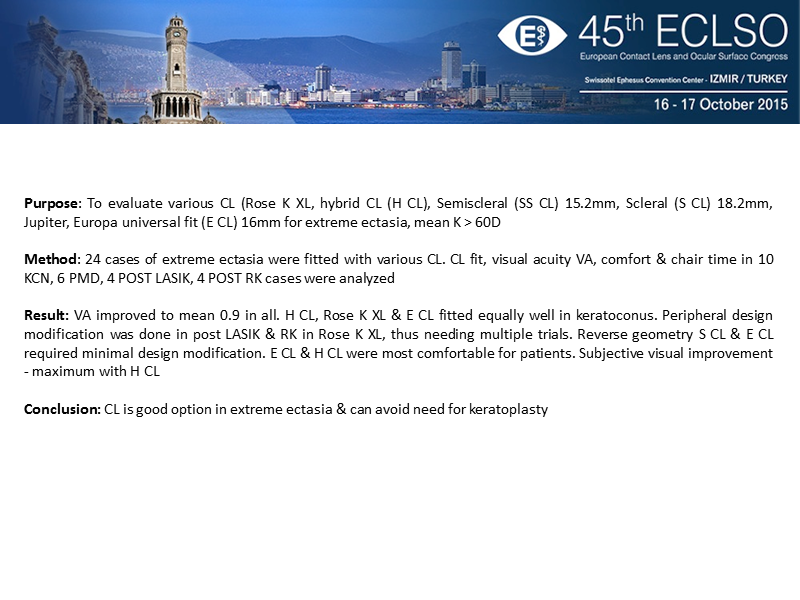 E
45th ECLSO
European Contact Lens and Ocular Surface Congress
Swissotel Ephesus Convention Center - IZMIR / TURKEY
16 - 17 October 2015
Purpose: To evaluate various CL (Rose K XL, hybrid CL (H CL), Semiscleral (SS CL) 15.2mm, Scleral (S CL) 18.2mm,
Jupiter, Europa universal fit (E CL) 16mm for extreme ectasia, mean K > 60D
Method: 24 cases of extreme ectasia were fitted with various CL. CL fit, visual acuity VA, comfort & chair time in 10
KCN, 6 PMD, 4 POST LASIK, 4 POST RK cases were analyzed
Result: VA improved to mean 0.9 in all. H CL, Rose K XL & E CL fitted equally well in keratoconus. Peripheral design
modification was done in post LASIK & RK in Rose K XL, thus needing multiple trials. Reverse geometry S CL & E CL
required minimal design modification. E CL & H CL were most comfortable for patients. Subjective visual improvement
- maximum with H CL
Conclusion: CL is good option in extreme ectasia & can avoid need for keratoplasty